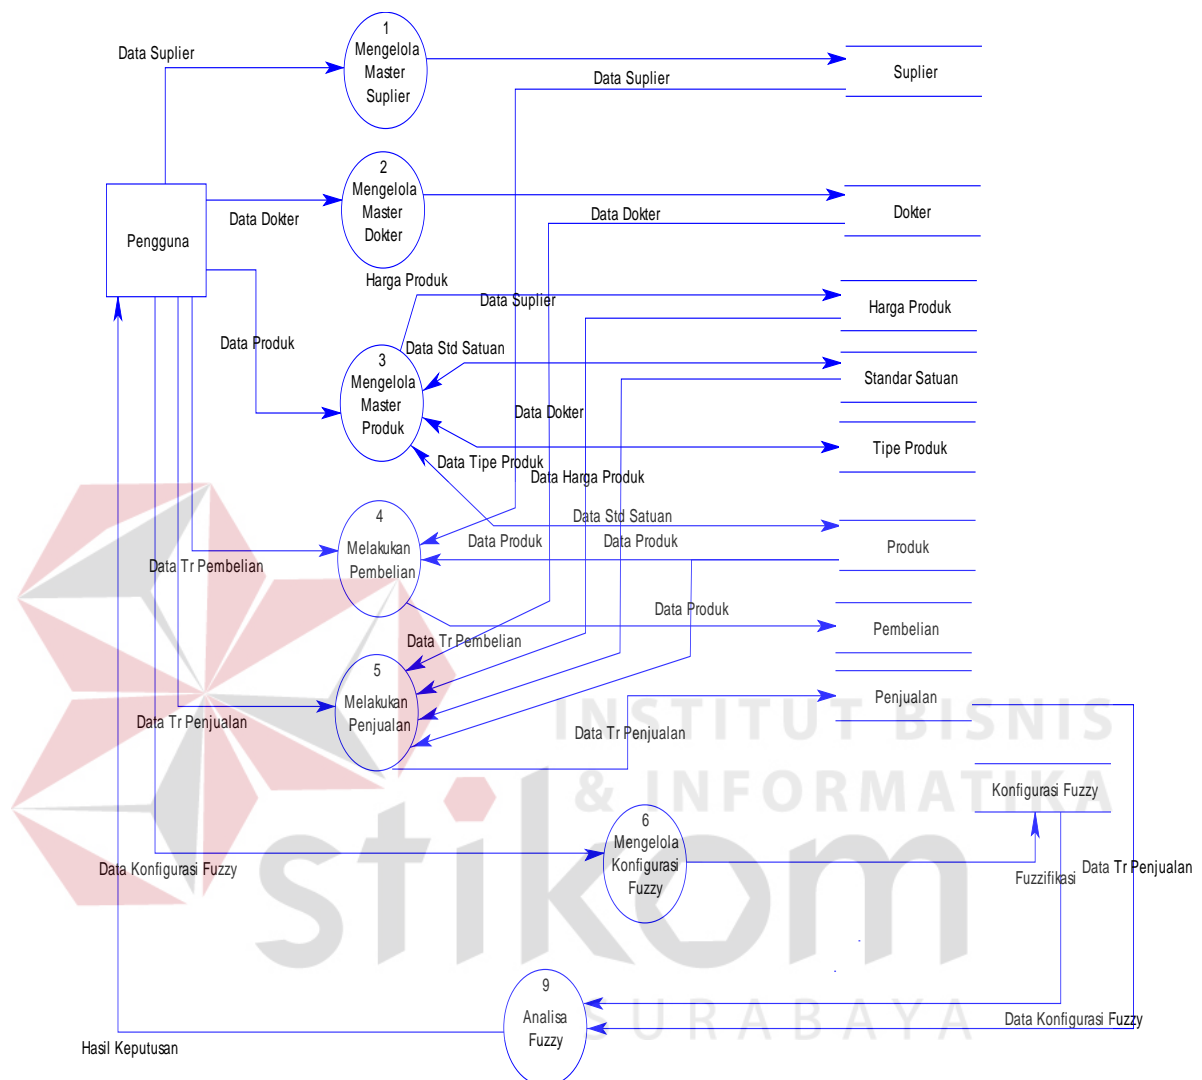 1
Mengelola
Master
Suplier
Data Suplier
Data Suplier
Suplier
2
Mengelola
Master
Dokter
Data Dokter
Data Dokter
Dokter
Pengguna
Harga Produk
Data Suplier
Harga Produk
Data Produk
Data Std Satuan
3
Mengelola
Master
Produk
Standar Satuan
Data Dokter
Data Tipe Produk
Tipe Produk
Data Harga Produk
Data Std Satuan
4
Melakukan
Pembelian
Data Produk
Data Produk
Produk
Data Tr Pembelian
Data Produk
Pembelian
Data Tr Pembelian
5
Melakukan
Penjualan
Penjualan
Data Tr Penjualan
Data Tr Penjualan
INSTITUT BISNIS
& INFORMATIKA
stikom
SURABAYA
Konfigurasi Fuzzy
6
Mengelola
Konfigurasi
Fuzzy
Data Konfigurasi Fuzzy
Fuzzifikasi
Data Tr Penjualan
9
Analisa
Fuzzy
Data Konfigurasi Fuzzy
Hasil Keputusan